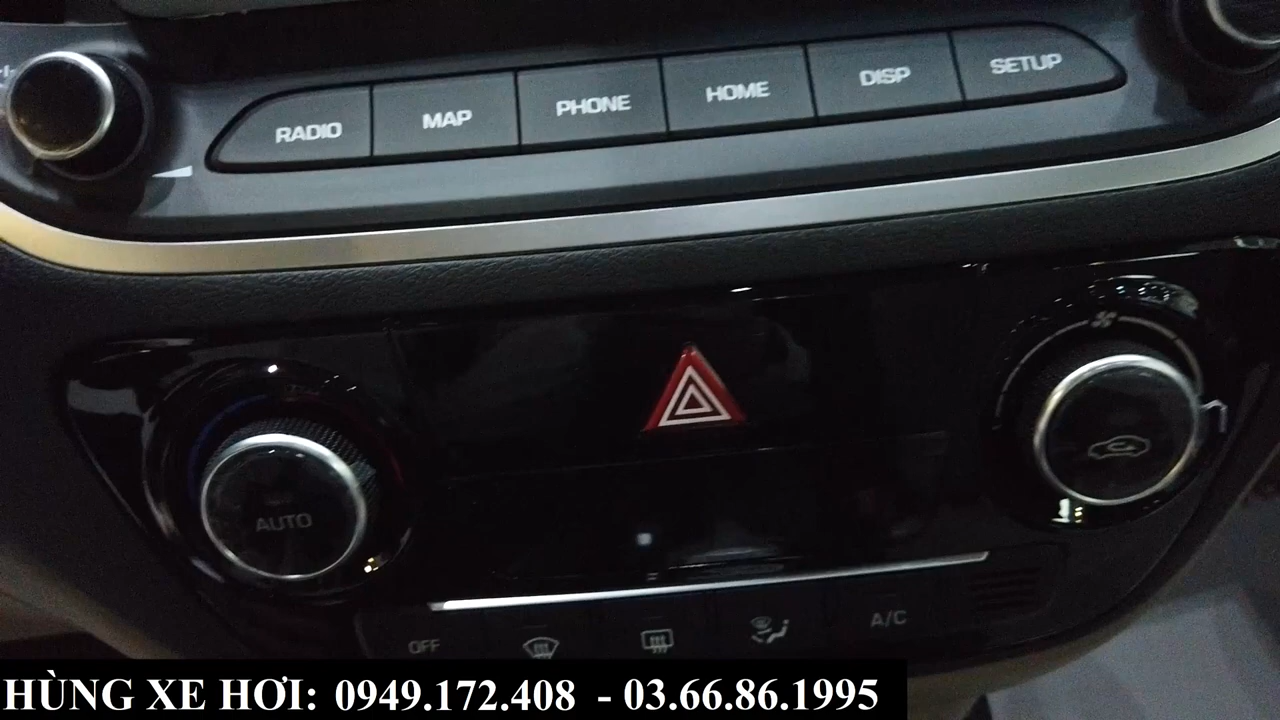 RADIO MAP PHONE HOME DISP SETUP
AUTO
OFF A/C
HÙNG XE HƠI: 0949.172.408 - 03.66.86.1995